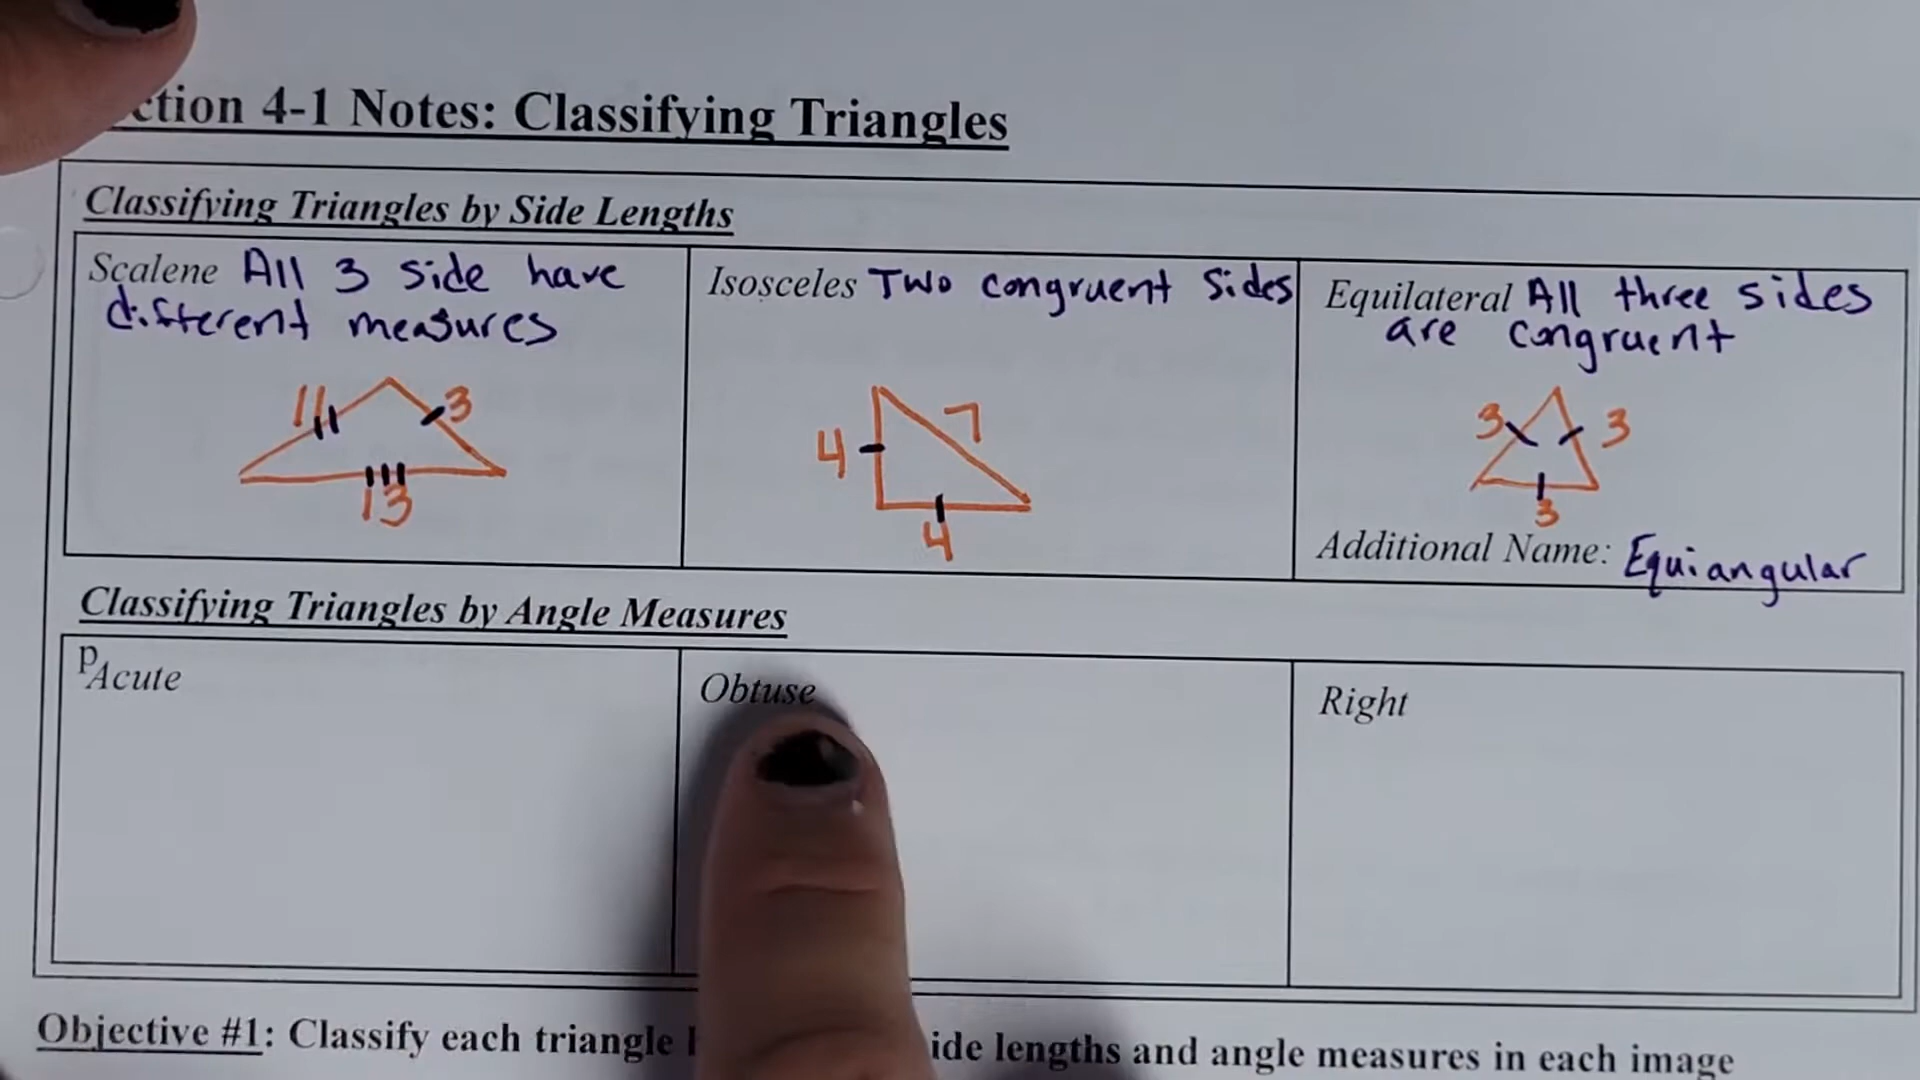 ction 4-1 Notes: Classifying Triangles
Classifying Triangles by Side Lengths
Scalene All 3 side have
different measures
11
3
13
Isosceles Two congruent sides
7
4
4
Equilateral All three sides
are congruent
3
3
3
Additional Name: Equiangular
Classifying Triangles by Angle Measures
P
Acute
Obtuse
Right
Objective #1: Classify each triangle ide lengths and angle measures in each image